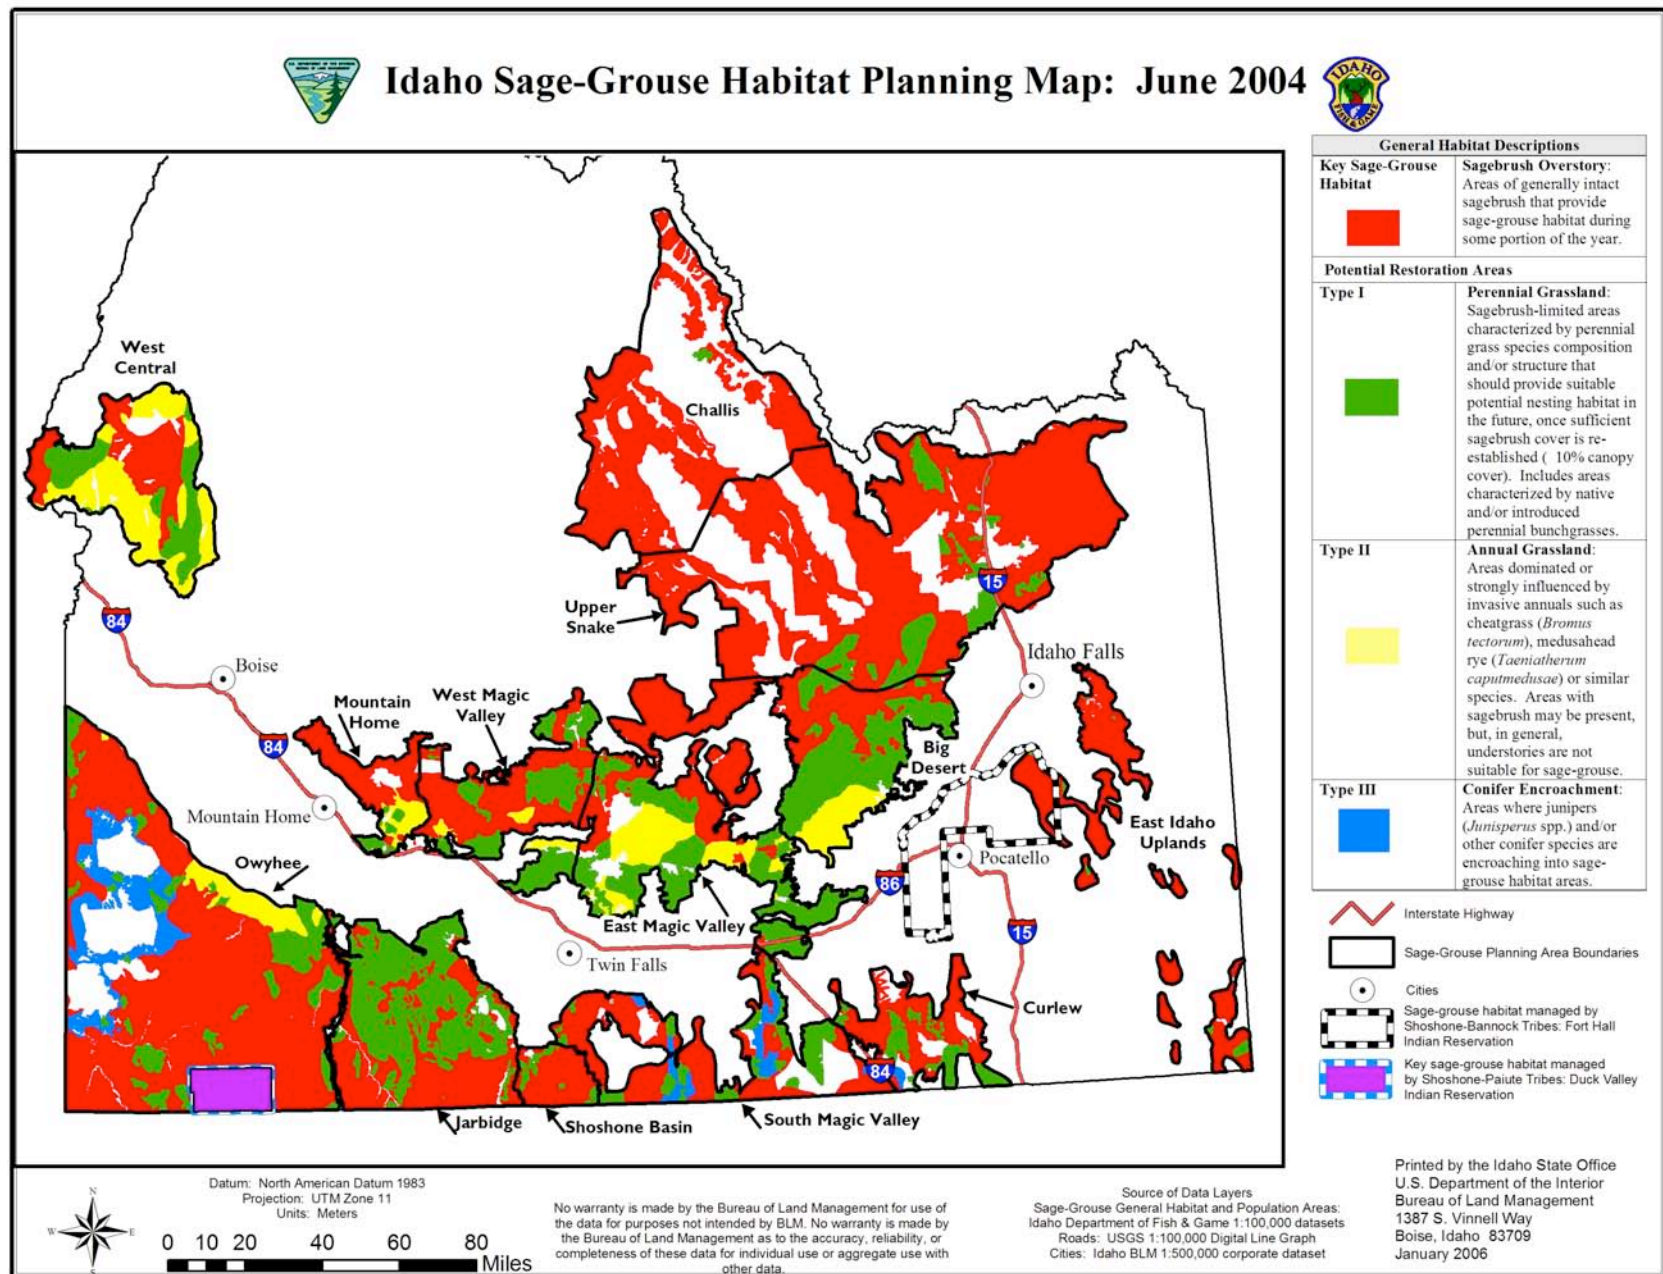 Idaho Sage-Grouse Habitat Planning Map: June 2004
IDAHO
FISH & GAME
General Habitat Descriptions
Key Sage-Grouse
Habitat
Sagebrush Overstory:
Areas of generally intact
sagebrush that provide
sage-grouse habitat during
some portion of the year.
Potential Restoration Areas
Type I
Perennial Grassland:
Sagebrush-limited areas
characterized by perennial
grass species composition
and/or structure that
should provide suitable
potential nesting habitat in
the future, once sufficient
sagebrush cover is re-
established ( 10% canopy
cover). Includes areas
characterized by native
and/or introduced
perennial bunchgrasses.
Type II
Annual Grassland:
Areas dominated or
strongly influenced by
invasive annuals such as
cheatgrass (Bromus
tectorum), medusahead
rye (Taeniatherum
caputmedusae) or similar
species. Areas with
sagebrush may be present,
but, in general,
understories are not
suitable for sage-grouse.
Type III
Conifer Encroachment:
Areas where junipers
(Junisperus spp.) and/or
other conifer species are
encroaching into sage-
grouse habitat areas.
Interstate Highway
Sage-Grouse Planning Area Boundaries
Cities
Sage-grouse habitat managed by
Shoshone-Bannock Tribes: Fort Hall
Indian Reservation
Key sage-grouse habitat managed
by Shoshone-Paiute Tribes: Duck Valley
Indian Reservation
West
Central
Challis
Upper
Snake
15
84
Boise
Idaho Falls
Mountain
Home
West Magic
Valley
84
Big
Desert
Mountain Home
East Idaho
Uplands
Owyhee
Pocatello
86
East Magic Valley
15
Twin Falls
Curlew
84
Jarbidge
Shoshone Basin
South Magic Valley
N
W
E
S
Datum: North American Datum 1983
Projection: UTM Zone 11
Units: Meters
0 10 20 40 60 80
Miles
No warranty is made by the Bureau of Land Management for use of
the data for purposes not intended by BLM. No warranty is made by
the Bureau of Land Management as to the accuracy, reliability, or
completeness of these data for individual use or aggregate use with
other data.
Source of Data Layers
Sage-Grouse General Habitat and Population Areas:
Idaho Department of Fish & Game 1:100,000 datasets
Roads: USGS 1:100,000 Digital Line Graph
Cities: Idaho BLM 1:500,000 corporate dataset
Printed by the Idaho State Office
U.S. Department of the Interior
Bureau of Land Management
1387 S. Vinnell Way
Boise, Idaho 83709
January 2006